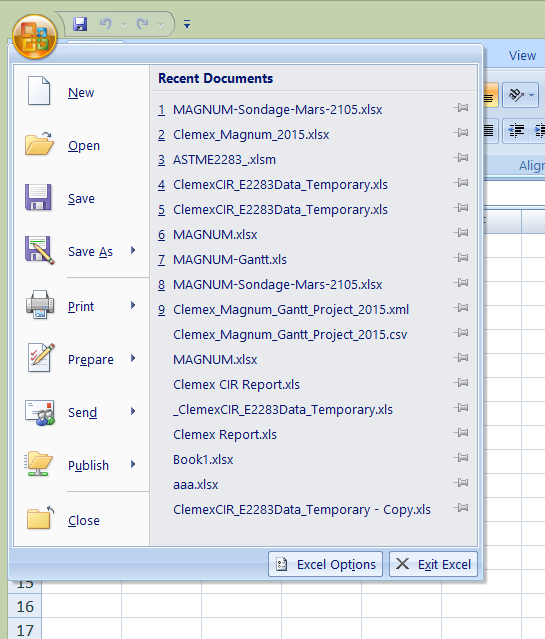 View
Align
Recent Documents
New
Open
Save
Save As
Print
Prepare
Send
Publish
Close
1 MAGNUM-Sondage-Mars-2105.xlsx
2 Clemex_Magnum_2015.xlsx
3 ASTME2283_.xlsm
4 ClemexCIR_E2283Data_Temporary.xls
5 ClemexCIR_E2283Data_Temporary.xls
6 MAGNUM.xlsx
7 MAGNUM-Gantt.xls
8 MAGNUM-Sondage-Mars-2105.xlsx
9 Clemex_Magnum_Gantt_Project_2015.xml
Clemex_Magnum_Gantt_Project_2015.csv
MAGNUM.xlsx
Clemex CIR Report.xls
_ClemexCIR_E2283Data_Temporary.xls
Clemex Report.xls
Book1.xlsx
aaa.xlsx
ClemexCIR_E2283Data_Temporary - Copy.xls
Excel Options
Exit Excel
15
16
17